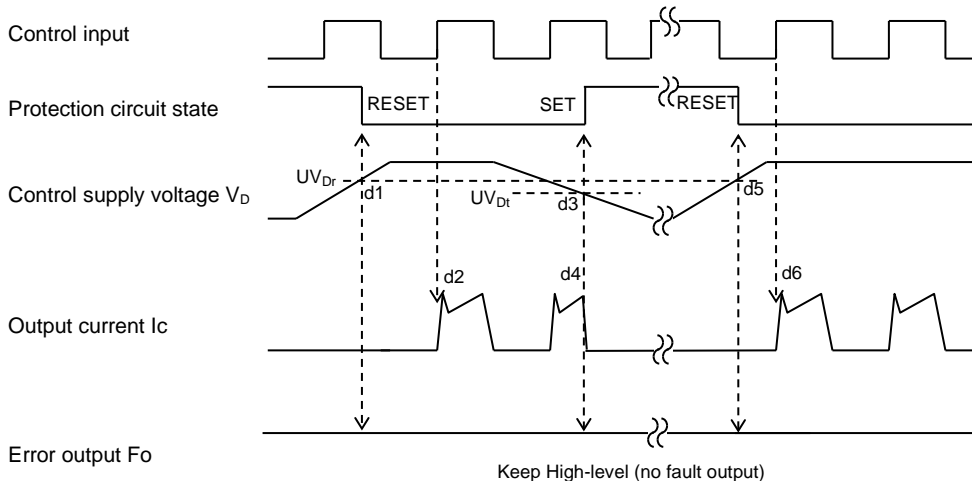 Control input
Protection circuit state
RESET
SET
RESET
Control supply voltage VD
UVDr
d1
UVDt
d3
d5
d2
d4
d6
Output current Ic
Error output Fo
Keep High-level (no fault output)